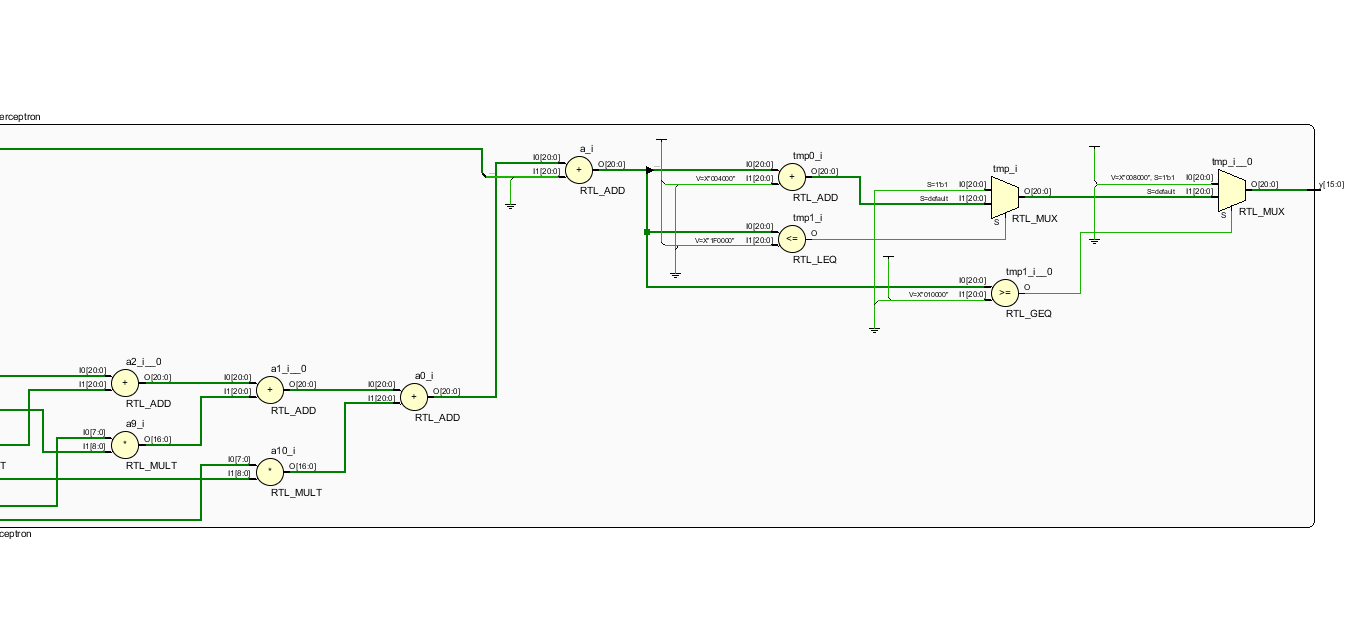 erceptron
a_i
I0[20:0]
I1[20:0]
+
O[20:0]
RTL_ADD
tmp0_i
I0[20:0]
V=X"004000"
I1[20:0]
+
O[20:0]
RTL_ADD
tmp1_i
I0[20:0]
V=X"1F0000"
I1[20:0]
<=
O
RTL_LEQ
tmp_i
S=1'b1
I0[20:0]
S=default
I1[20:0]
O[20:0]
S
RTL_MUX
tmp1_i__0
I0[20:0]
V=X"010000"
I1[20:0]
>=
O
RTL_GEQ
tmp_i__0
V=X"008000", S=1'b1
I0[20:0]
S=default
I1[20:0]
O[20:0]
S
RTL_MUX
y[15:0]
a2_i__0
I0[20:0]
I1[20:0]
+
O[20:0]
RTL_ADD
a1_i__0
I0[20:0]
I1[20:0]
+
O[20:0]
RTL_ADD
a0_i
I0[20:0]
I1[20:0]
+
O[20:0]
RTL_ADD
a9_i
I0[7:0]
I1[8:0]
*
O[16:0]
RTL_MULT
T
a10_i
I0[7:0]
I1[8:0]
*
O[16:0]
RTL_MULT
ceptron